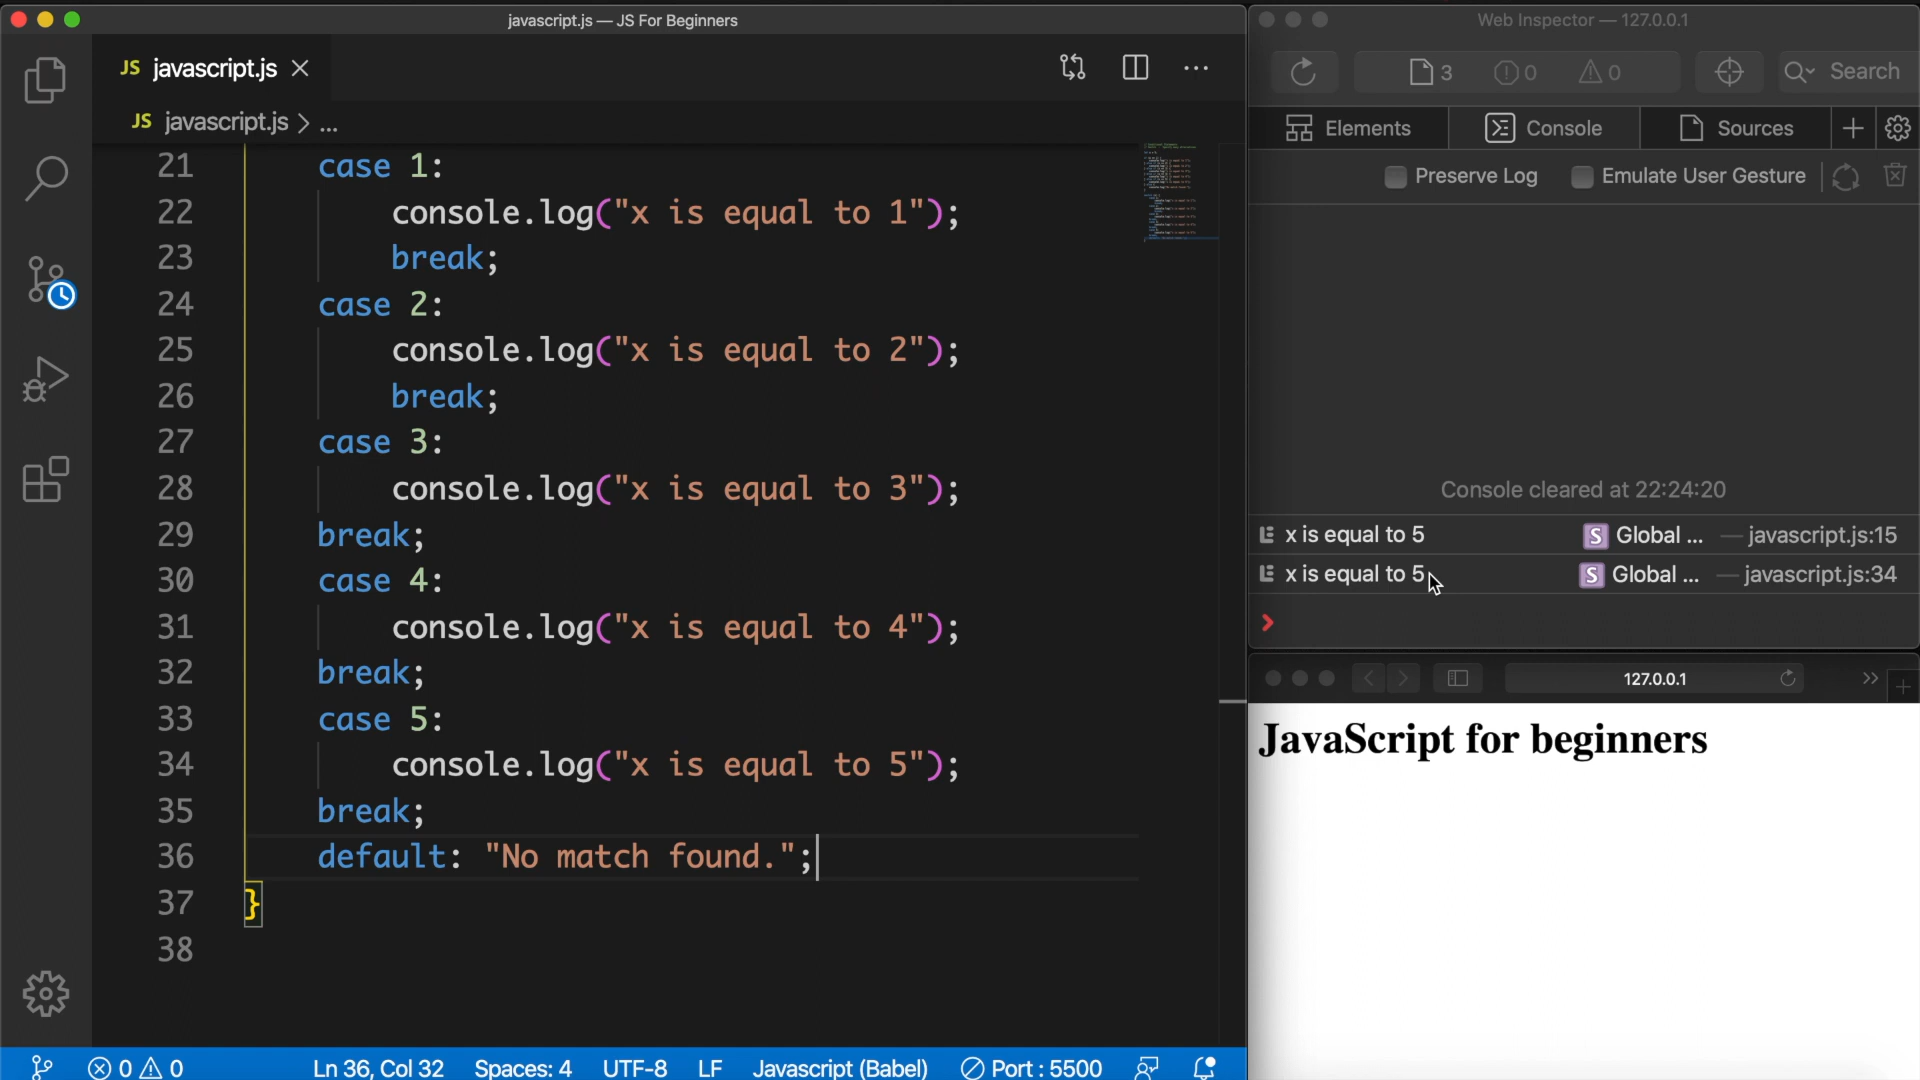 javascript.js — JS For Beginners
JS javascript.js
JS javascript.js > ...
21 case 1:
22 console.log("x is equal to 1");
23 break;
24 case 2:
25 console.log("x is equal to 2");
26 break;
27 case 3:
28 console.log("x is equal to 3");
29 break;
30 case 4:
31 console.log("x is equal to 4");
32 break;
33 case 5:
34 console.log("x is equal to 5");
35 break;
36 default: "No match found.";
37 }
38
0 0 Ln 36, Col 32 Spaces: 4 UTF-8 LF Javascript (Babel) Port : 5500
Web Inspector — 127.0.0.1
3 0 0 Search
Elements Console Sources
Preserve Log Emulate User Gesture
Console cleared at 22:24:20
x is equal to 5 S Global ... — javascript.js:15
x is equal to 5 S Global ... — javascript.js:34
127.0.0.1
JavaScript for beginners